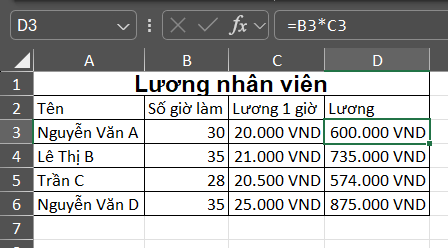 D3 fx =B3*C3
A B C D
1 Lương nhân viên
2 Tên Số giờ làm Lương 1 giờ Lương
3 Nguyễn Văn A 30 20.000 VND 600.000 VND
4 Lê Thị B 35 21.000 VND 735.000 VND
5 Trần C 28 20.500 VND 574.000 VND
6 Nguyễn Văn D 35 25.000 VND 875.000 VND
7